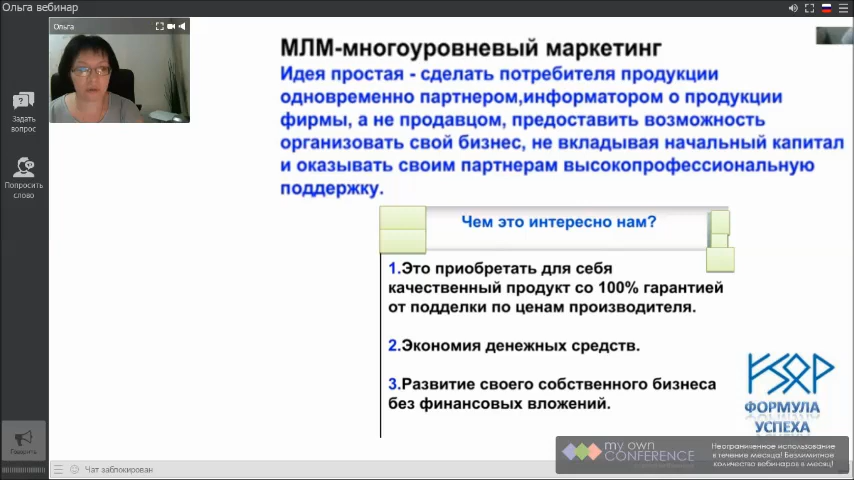 Ольга вебинар
Ольга
Задать
вопрос
Попросить
слово
Говорить
МЛМ-многоуровневый маркетинг
Идея простая - сделать потребителя продукции
одновременно партнером,информатором о продукции
фирмы, а не продавцом, предоставить возможность
организовать свой бизнес, не вкладывая начальный капитал
и оказывать своим партнерам высокопрофессиональную
поддержку.
Чем это интересно нам?
1.Это приобретать для себя
качественный продукт со 100% гарантией
от подделки по ценам производителя.
2.Экономия денежных средств.
3.Развитие своего собственного бизнеса
без финансовых вложений.
ФОРМУЛА
УСПЕХА
Чат заблокирован
my own
CONFERENCE
Неограниченное использование
в течение месяца! Безлимитное
количество вебинаров в месяц!